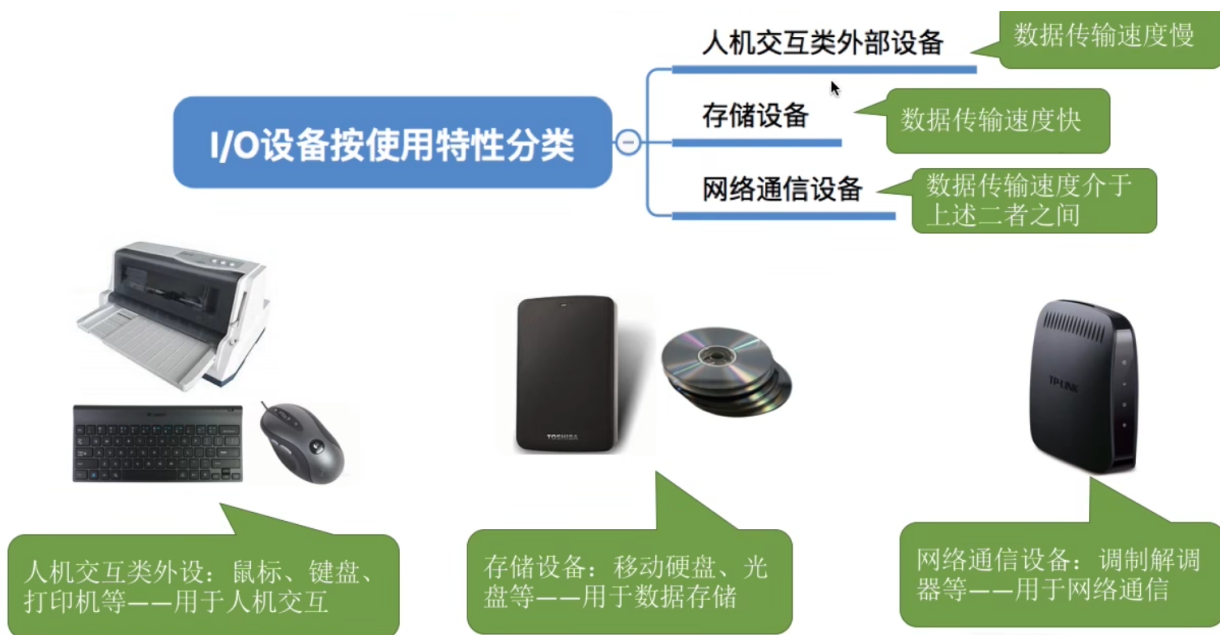 人机交互类外部设备
数据传输速度慢
I/O设备按使用特性分类
存储设备
数据传输速度快
网络通信设备
数据传输速度介于
上述二者之间
TOSHIBA
TP-LINK
人机交互类外设：鼠标、键盘、
打印机等——用于人机交互
存储设备：移动硬盘、光
盘等——用于数据存储
网络通信设备：调制解调
器等——用于网络通信